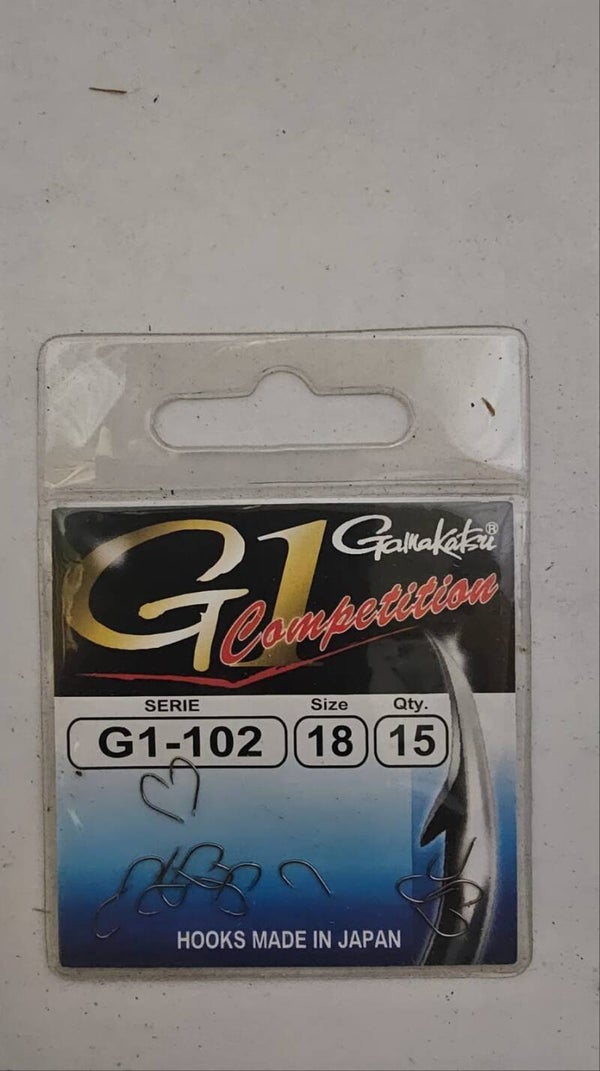 G1 Gamakatsu®
Competition
SERIE Size Qty.
G1-102 18 15
HOOKS MADE IN JAPAN